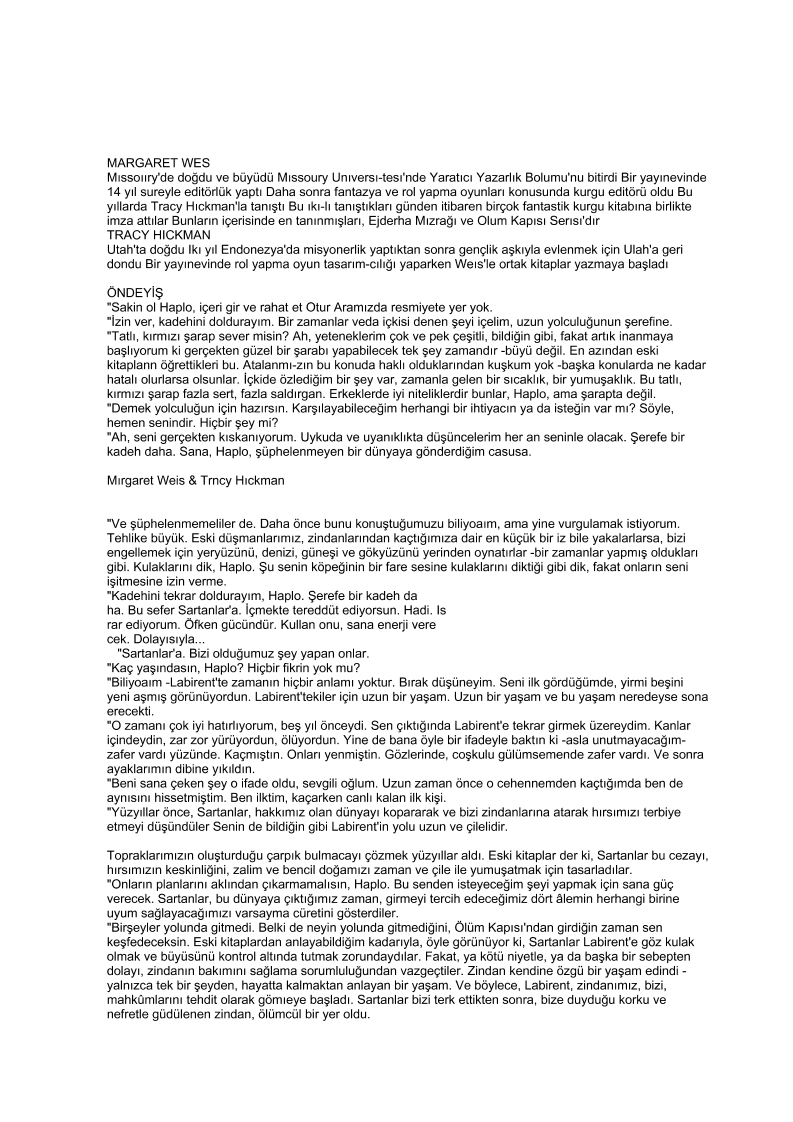 MARGARET WES
Mıssoııry'de doğdu ve büyüdü Mıssoury Unıversı-tesı'nde Yaratıcı Yazarlık Bolumu'nu bitirdi Bir yayınevinde
14 yıl sureyle editörlük yaptı Daha sonra fantazya ve rol yapma oyunları konusunda kurgu editörü oldu Bu
yıllarda Tracy Hıckman'la tanıştı Bu ıkı-lı tanıştıkları günden itibaren birçok fantastik kurgu kitabına birlikte
imza attılar Bunların içerisinde en tanınmışları, Ejderha Mızrağı ve Olum Kapısı Serısı'dır
TRACY HICKMAN
Utah'ta doğdu Ikı yıl Endonezya'da misyonerlik yaptıktan sonra gençlik aşkıyla evlenmek için Ulah'a geri
dondu Bir yayınevinde rol yapma oyun tasarım-cılığı yaparken Weıs'le ortak kitaplar yazmaya başladı
ÖNDEYİŞ
"Sakin ol Haplo, içeri gir ve rahat et Otur Aramızda resmiyete yer yok.
"İzin ver, kadehini doldurayım. Bir zamanlar veda içkisi denen şeyi içelim, uzun yolculuğunun şerefine.
"Tatlı, kırmızı şarap sever misin? Ah, yeteneklerim çok ve pek çeşitli, bildiğin gibi, fakat artık inanmaya
başlıyorum ki gerçekten güzel bir şarabı yapabilecek tek şey zamandır -büyü değil. En azından eski
kitaplann öğrettikleri bu. Atalanmı-zın bu konuda haklı olduklarından kuşkum yok -başka konularda ne kadar
hatalı olurlarsa olsunlar. İçkide özlediğim bir şey var, zamanla gelen bir sıcaklık, bir yumuşaklık. Bu tatlı,
kırmızı şarap fazla sert, fazla saldırgan. Erkeklerde iyi niteliklerdir bunlar, Haplo, ama şarapta değil.
"Demek yolculuğun için hazırsın. Karşılayabileceğim herhangi bir ihtiyacın ya da isteğin var mı? Söyle,
hemen senindir. Hiçbir şey mi?
"Ah, seni gerçekten kıskanıyorum. Uykuda ve uyanıklıkta düşüncelerim her an seninle olacak. Şerefe bir
kadeh daha. Sana, Haplo, şüphelenmeyen bir dünyaya gönderdiğim casusa.
Mırgaret Weis & Trncy Hıckman
"Ve şüphelenmemeliler de. Daha önce bunu konuştuğumuzu biliyoaım, ama yine vurgulamak istiyorum.
Tehlike büyük. Eski düşmanlarımız, zindanlarından kaçtığımıza dair en küçük bir iz bile yakalarlarsa, bizi
engellemek için yeryüzünü, denizi, güneşi ve gökyüzünü yerinden oynatırlar -bir zamanlar yapmış oldukları
gibi. Kulaklarını dik, Haplo. Şu senin köpeğinin bir fare sesine kulaklarını diktiği gibi dik, fakat onların seni
işitmesine izin verme.
"Kadehini tekrar doldurayım, Haplo. Şerefe bir kadeh da
ha. Bu sefer Sartanlar'a. İçmekte tereddüt ediyorsun. Hadi. Is
rar ediyorum. Öfken gücündür. Kullan onu, sana enerji vere
cek. Dolayısıyla...
"Sartanlar'a. Bizi olduğumuz şey yapan onlar.
"Kaç yaşındasın, Haplo? Hiçbir fikrin yok mu?
"Biliyoaım -Labirent'te zamanın hiçbir anlamı yoktur. Bırak düşüneyim. Seni ilk gördüğümde, yirmi beşini
yeni aşmış görünüyordun. Labirent'tekiler için uzun bir yaşam. Uzun bir yaşam ve bu yaşam neredeyse sona
erecekti.
"O zamanı çok iyi hatırlıyorum, beş yıl önceydi. Sen çıktığında Labirent'e tekrar girmek üzereydim. Kanlar
içindeydin, zar zor yürüyordun, ölüyordun. Yine de bana öyle bir ifadeyle baktın ki -asla unutmayacağım-
zafer vardı yüzünde. Kaçmıştın. Onları yenmiştin. Gözlerinde, coşkulu gülümsemende zafer vardı. Ve sonra
ayaklarımın dibine yıkıldın.
"Beni sana çeken şey o ifade oldu, sevgili oğlum. Uzun zaman önce o cehennemden kaçtığımda ben de
aynısını hissetmiştim. Ben ilktim, kaçarken canlı kalan ilk kişi.
"Yüzyıllar önce, Sartanlar, hakkımız olan dünyayı kopararak ve bizi zindanlarına atarak hırsımızı terbiye
etmeyi düşündüler Senin de bildiğin gibi Labirent'in yolu uzun ve çilelidir.
Topraklarımızın oluşturduğu çarpık bulmacayı çözmek yüzyıllar aldı. Eski kitaplar der ki, Sartanlar bu cezayı,
hırsımızın keskinliğini, zalim ve bencil doğamızı zaman ve çile ile yumuşatmak için tasarladılar.
"Onların planlarını aklından çıkarmamalısın, Haplo. Bu senden isteyeceğim şeyi yapmak için sana güç
verecek. Sartanlar, bu dünyaya çıktığımız zaman, girmeyi tercih edeceğimiz dört âlemin herhangi birine
uyum sağlayacağımızı varsayma cüretini gösterdiler.
"Birşeyler yolunda gitmedi. Belki de neyin yolunda gitmediğini, Ölüm Kapısı'ndan girdiğin zaman sen
keşfedeceksin. Eski kitaplardan anlayabildiğim kadarıyla, öyle görünüyor ki, Sartanlar Labirent'e göz kulak
olmak ve büyüsünü kontrol altında tutmak zorundaydılar. Fakat, ya kötü niyetle, ya da başka bir sebepten
dolayı, zindanın bakımını sağlama sorumluluğundan vazgeçtiler. Zindan kendine özgü bir yaşam edindi -
yalnızca tek bir şeyden, hayatta kalmaktan anlayan bir yaşam. Ve böylece, Labirent, zindanımız, bizi,
mahkûmlarını tehdit olarak gömıeye başladı. Sartanlar bizi terk ettikten sonra, bize duyduğu korku ve
nefretle güdülenen zindan, ölümcül bir yer oldu.